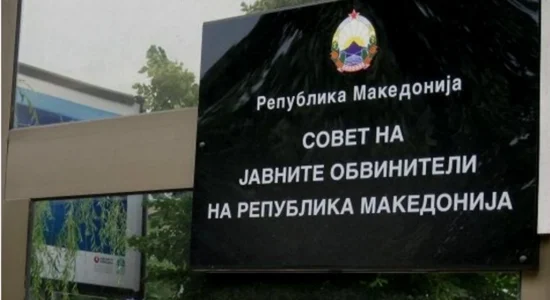 Република Македонија
СОВЕТ НА
ЈАВНИТЕ ОБВИНИТЕЛИ
НА РЕПУБЛИКА МАКЕДОНИЈА